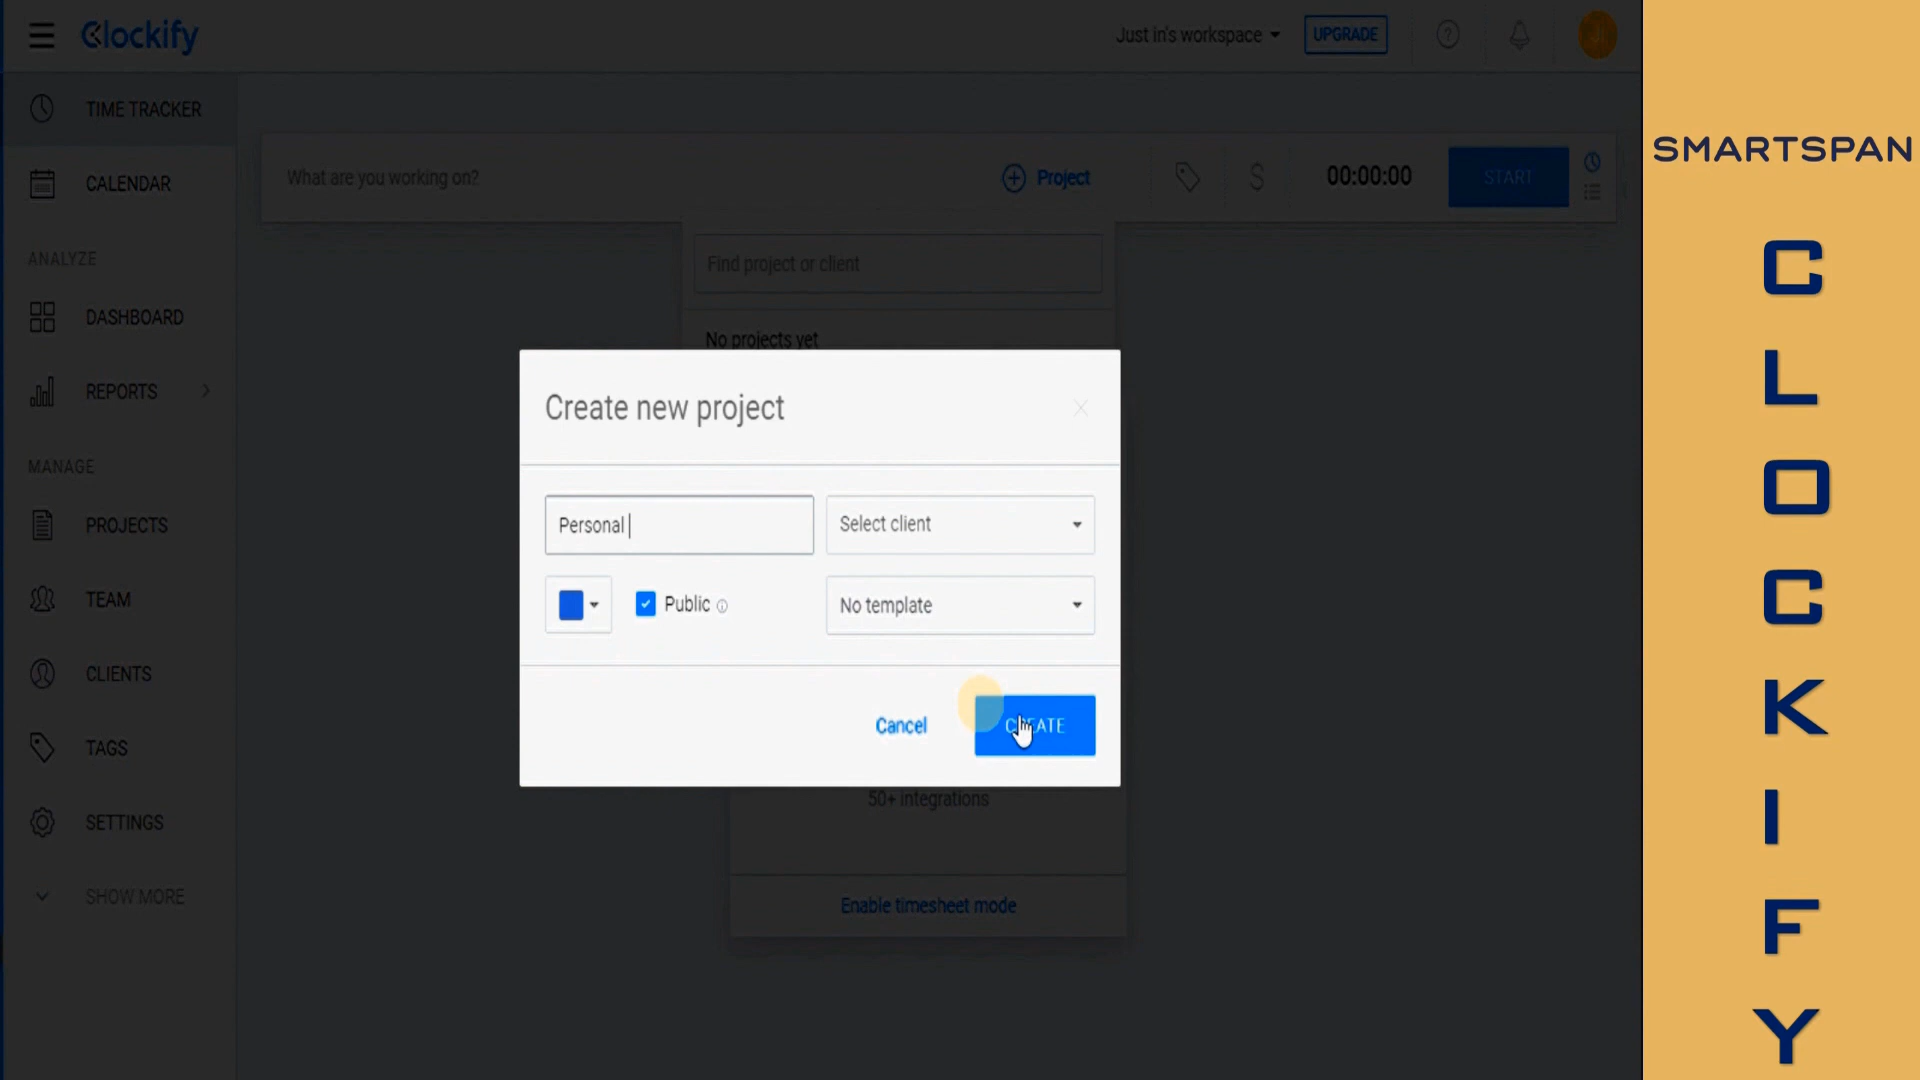 Clockify
Just in's workspace
UPGRADE
TIME TRACKER
CALENDAR
ANALYZE
DASHBOARD
REPORTS
MANAGE
PROJECTS
TEAM
CLIENTS
TAGS
SETTINGS
SHOW MORE
What are you working on?
Project
$
00:00:00
START
Find project or client
No projects yet
Create new project
Personal
Select client
Public
No template
Cancel
CREATE
50+ integrations
Enable timesheet mode
SMARTSPAN
C
L
O
C
K
I
F
Y